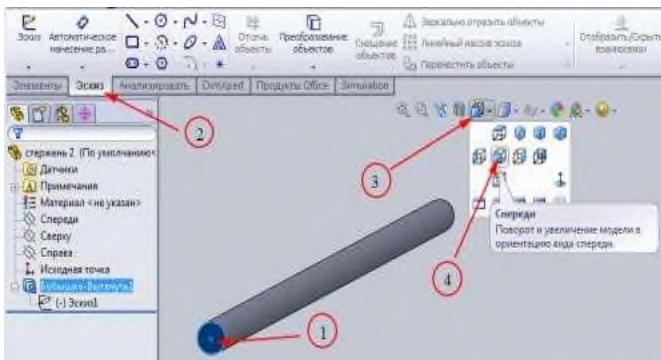 Эскиз
Автоматическое
нанесение ра...
Отсечь
объекты
Преобразование
объектов
Смещение
объектов
Зеркально отразить объекты
Линейный массив эскиза
Переместить объекты
Отобразить/Скрыть
взаимосвязи
Элементы
Эскиз
Анализировать
DimXpert
Продукты Office
Simulation
2
3
стержень 2 (По умолчанию<
Датчики
Примечания
Материал <не указан>
Спереди
Сверху
Справа
Исходная точка
Бобышка-Вытянуть1
(-) Эскиз1
Спереди
Поворот и увеличение модели в
ориентацию вида спереди.
4
1